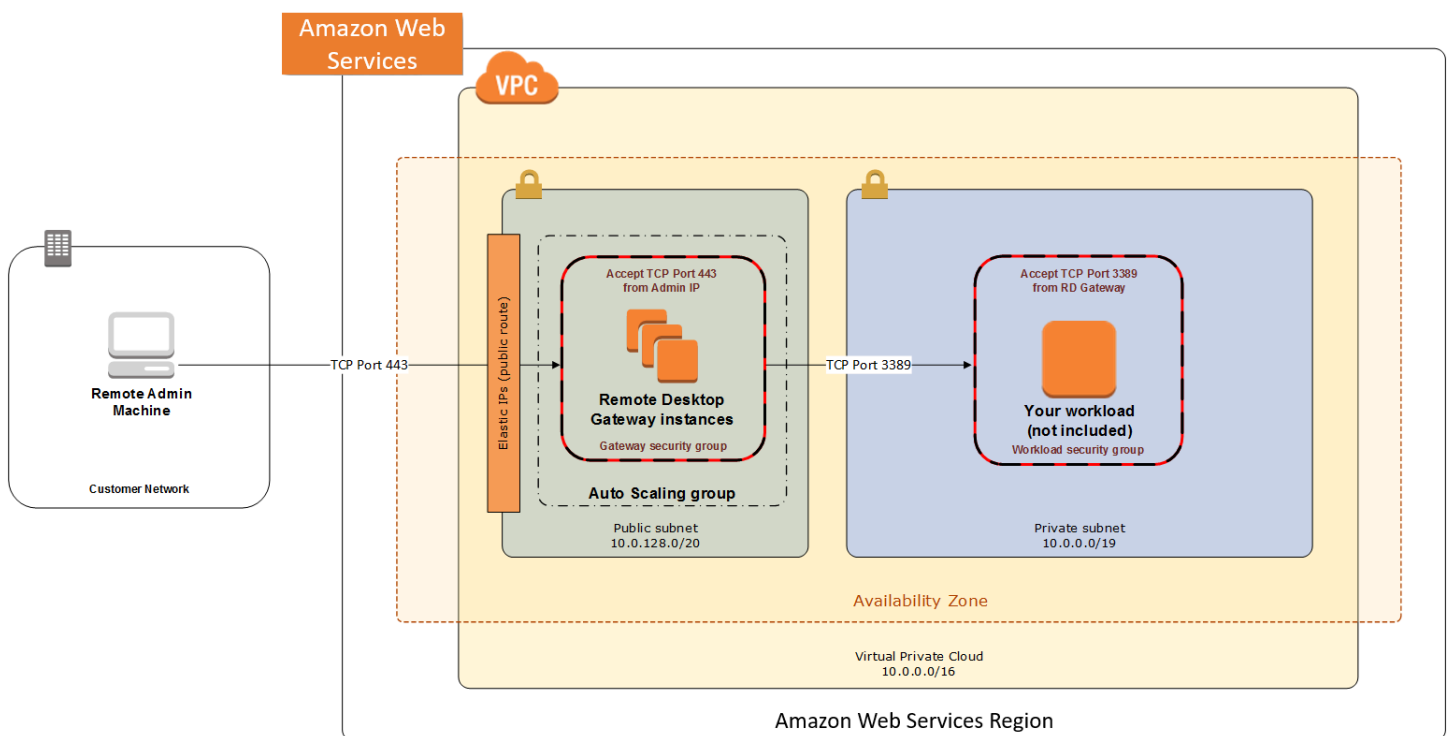 Amazon Web
Services
VPC
Remote Admin
Machine
Customer Network
TCP Port 443
Elastic IPs (public route)
Accept TCP Port 443
from Admin IP
Remote Desktop
Gateway instances
Gateway security group
Auto Scaling group
Public subnet
10.0.128.0/20
TCP Port 3389
Accept TCP Port 3389
from RD Gateway
Your workload
(not included)
Workload security group
Private subnet
10.0.0.0/19
Availability Zone
Virtual Private Cloud
10.0.0.0/16
Amazon Web Services Region